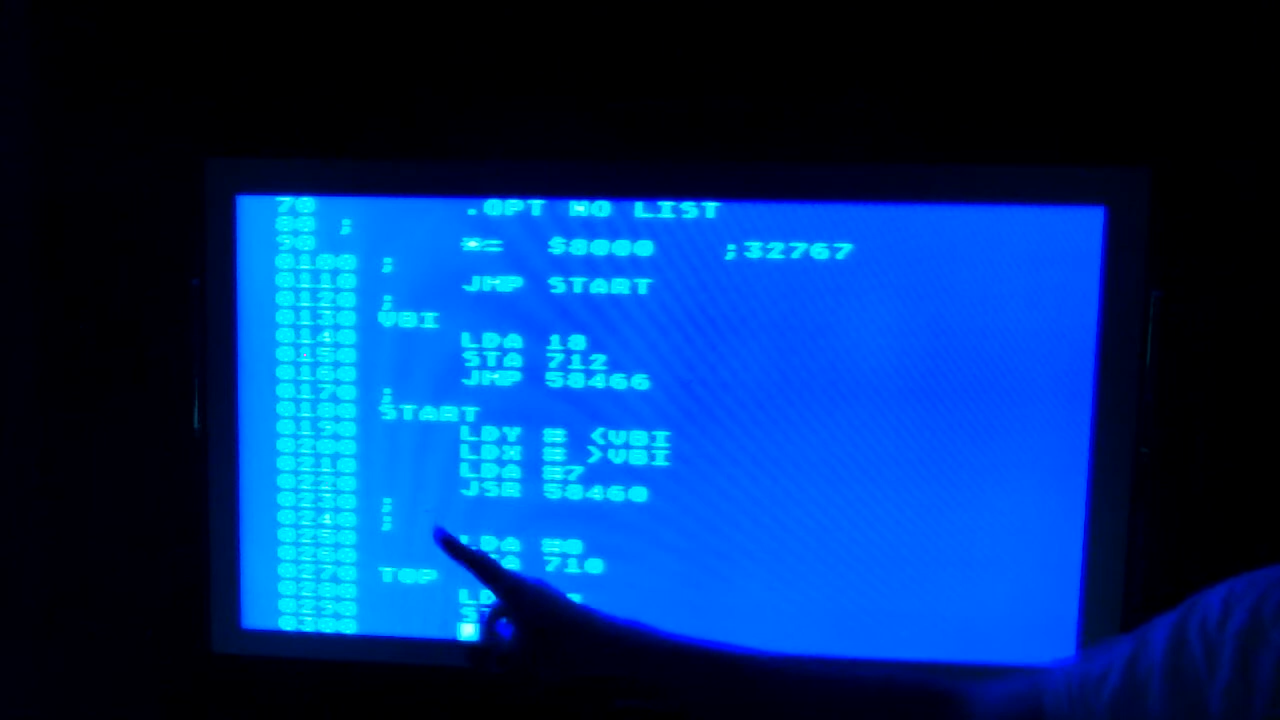 70 .OPT NO LIST
80 ;
90 *= $8000 ;32767
0100 ;
0110 JMP START
0120 ;
0130 VBI
0140 LDA 18
0150 STA 712
0160 JMP 58466
0170 ;
0180 START
0190 LDY # <VBI
0200 LDX # >VBI
0210 LDA #7
0220 JSR 58460
0230 ;
0240 ;
0250 LDA #0
0260 710
0270 TOP
0280
0290
0300